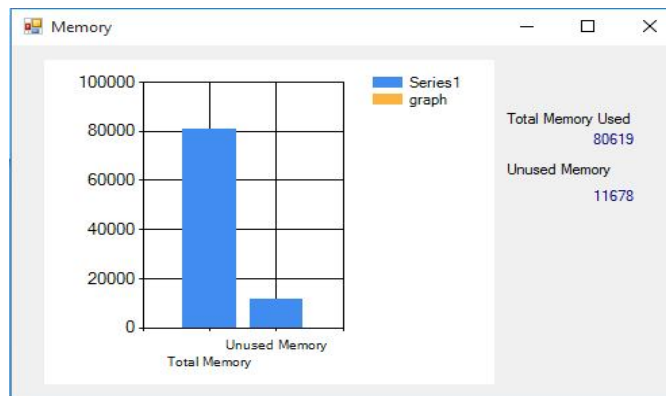 Memory
100000
80000
60000
40000
20000
0
Unused Memory
Total Memory
Series1
graph
Total Memory Used
80619
Unused Memory
11678